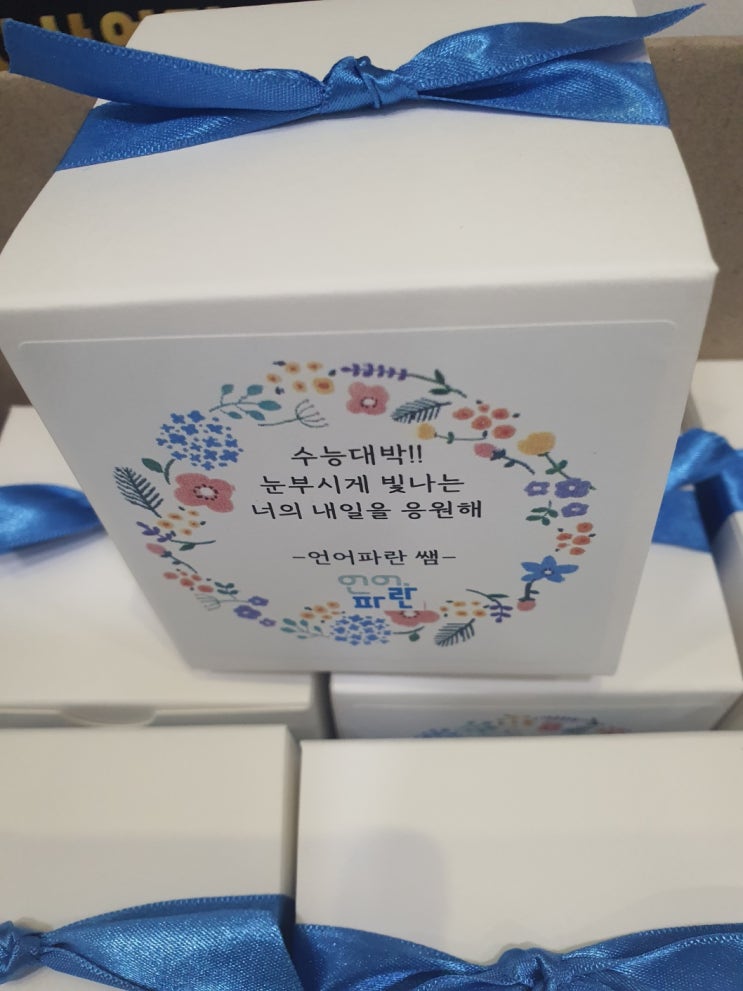 수능대박!!
눈부시게 빛나는
너의 내일을 응원해
-언어파란 쌤-
언어
파란